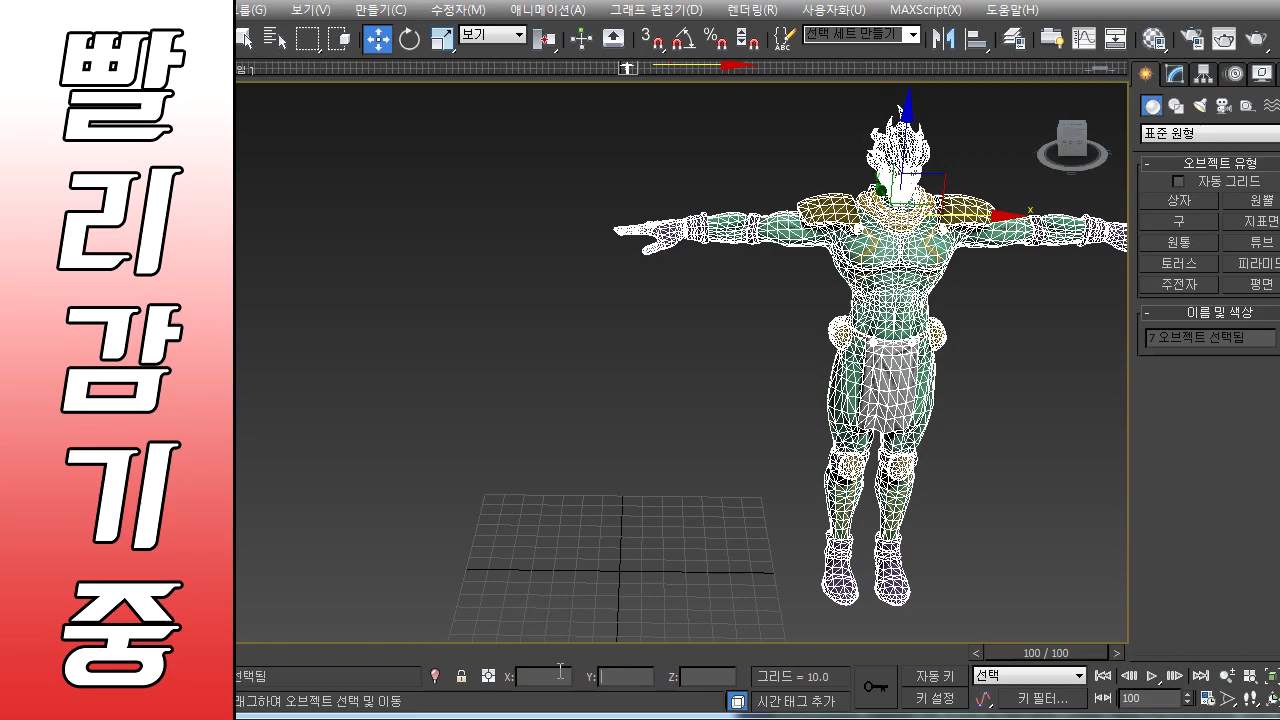 빨
리
감
기
중
룹(G) 보기(V) 만들기(C) 수정자(M) 애니메이션(A) 그래프 편집기(D) 렌더링(R) 사용자화(U) MAXScript(X) 도움말(H)
보기 3 % ABC 선택 세트 만들기
임 1
표준 원형
- 오브젝트 유형
자동 그리드
상자 원뿔
구 지표면
원통 튜브
토러스 피라미드
주전자 평면
- 이름 및 색상
7 오브젝트 선택됨
x
< 100 / 100 >
선택됨 X: Y: Z: 그리드 = 10.0 자동 키 선택
래그하여 오브젝트 선택 및 이동 시간 태그 추가 키 설정 키 필터... 100